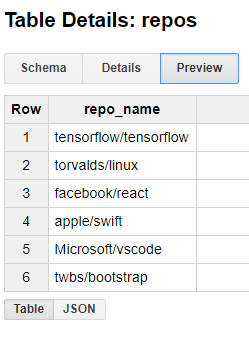 Table Details: repos
Schema Details Preview
Row repo_name
1 tensorflow/tensorflow
2 torvalds/linux
3 facebook/react
4 apple/swift
5 Microsoft/vscode
6 twbs/bootstrap
Table JSON